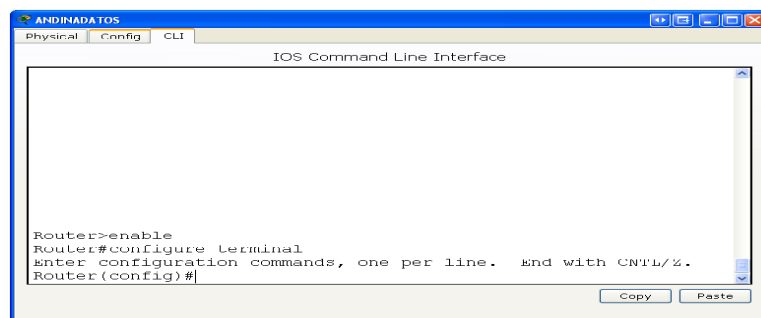 ANDINADATOS
Physical Config CLI
IOS Command Line Interface
Router>enable
Router#configure terminal
Enter configuration commands, one per line. End with CNTL/Z.
Router(config)#
Copy Paste